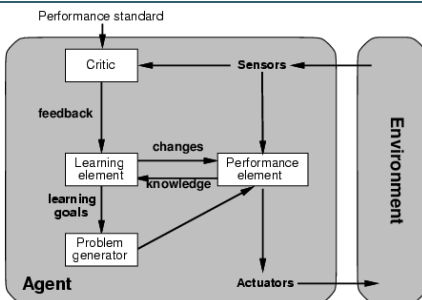 Performance standard
Critic
Sensors
feedback
changes
Learning
element
Performance
element
knowledge
learning
goals
Problem
generator
Agent
Actuators
Environment